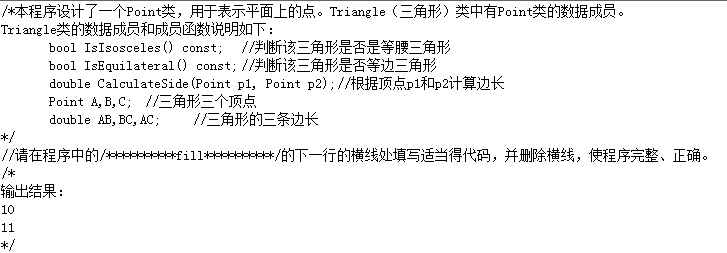 /*本程序设计了一个Point类，用于表示平面上的点。Triangle（三角形）类中有Point类的数据成员。
Triangle类的数据成员和成员函数说明如下：
bool IsIsosceles() const;  //判断该三角形是否是等腰三角形
bool IsEquilateral() const; //判断该三角形是否等边三角形
double CalculateSide(Point p1, Point p2);//根据顶点p1和p2计算边长
Point A,B,C;  //三角形三个顶点
double AB,BC,AC;    //三角形的三条边长
*/
//请在程序中的/**********fill**********/的下一行的横线处填写适当得代码，并删除横线，使程序完整、正确。
/*
输出结果：
10
11
*/